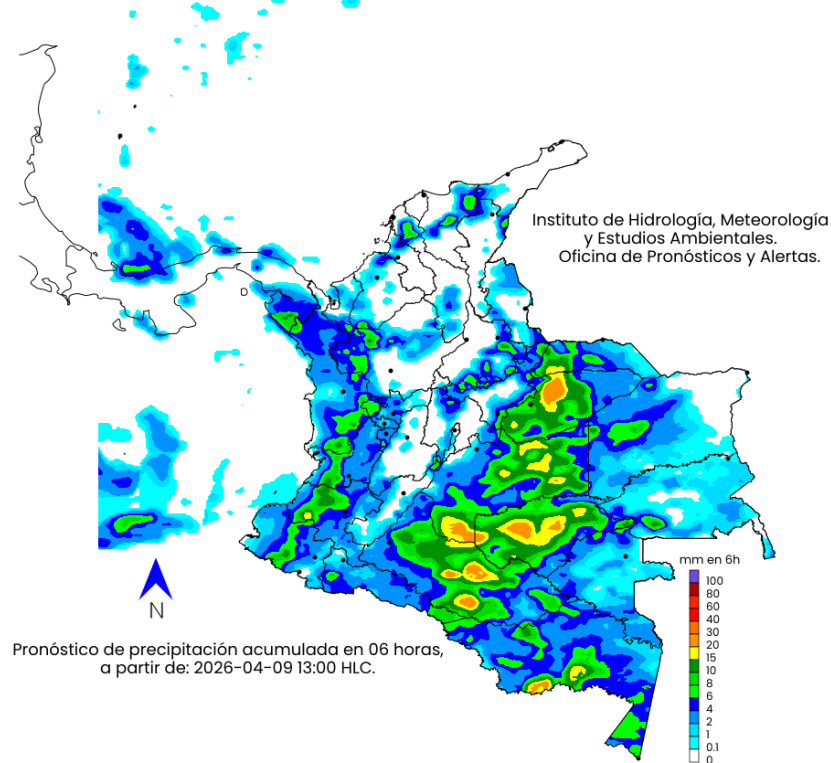 Instituto de Hidrología, Meteorología
y Estudios Ambientales.
Oficina de Pronósticos y Alertas.
mm en 6h
100
80
60
40
30
20
15
10
8
6
4
2
1
0.1
0
N
Pronóstico de precipitación acumulada en 06 horas,
a partir de: 2026-04-09 13:00 HLC.